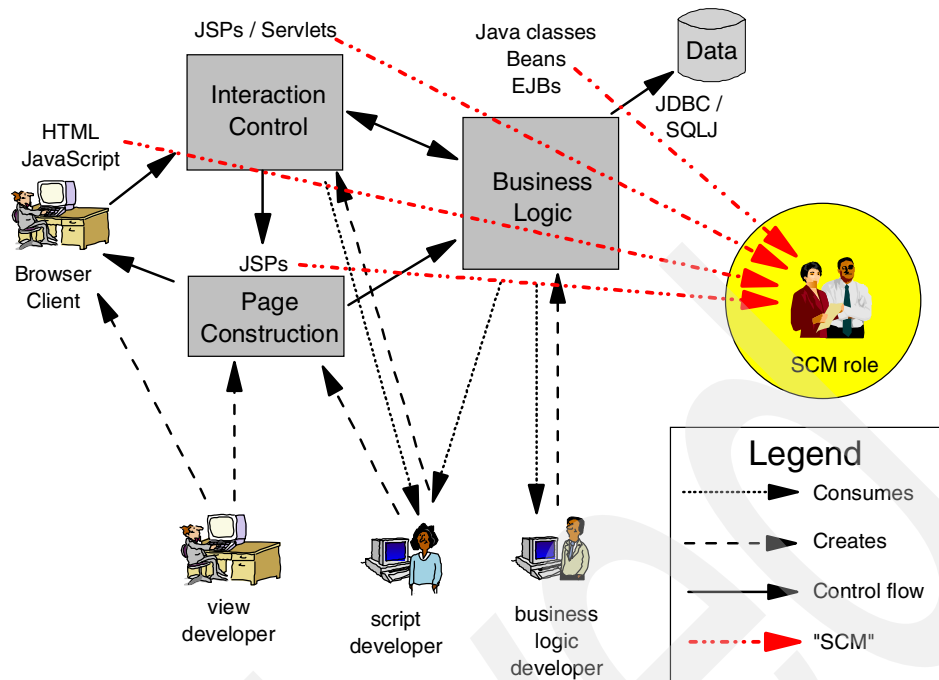 JSPs / Servlets
Java classes
Beans
EJBs
Data
JDBC /
SQLJ
Interaction
Control
HTML
JavaScript
Business
Logic
Browser
Client
JSPs
Page
Construction
SCM role
view
developer
script
developer
business
logic
developer
Legend
Consumes
Creates
Control flow
"SCM"